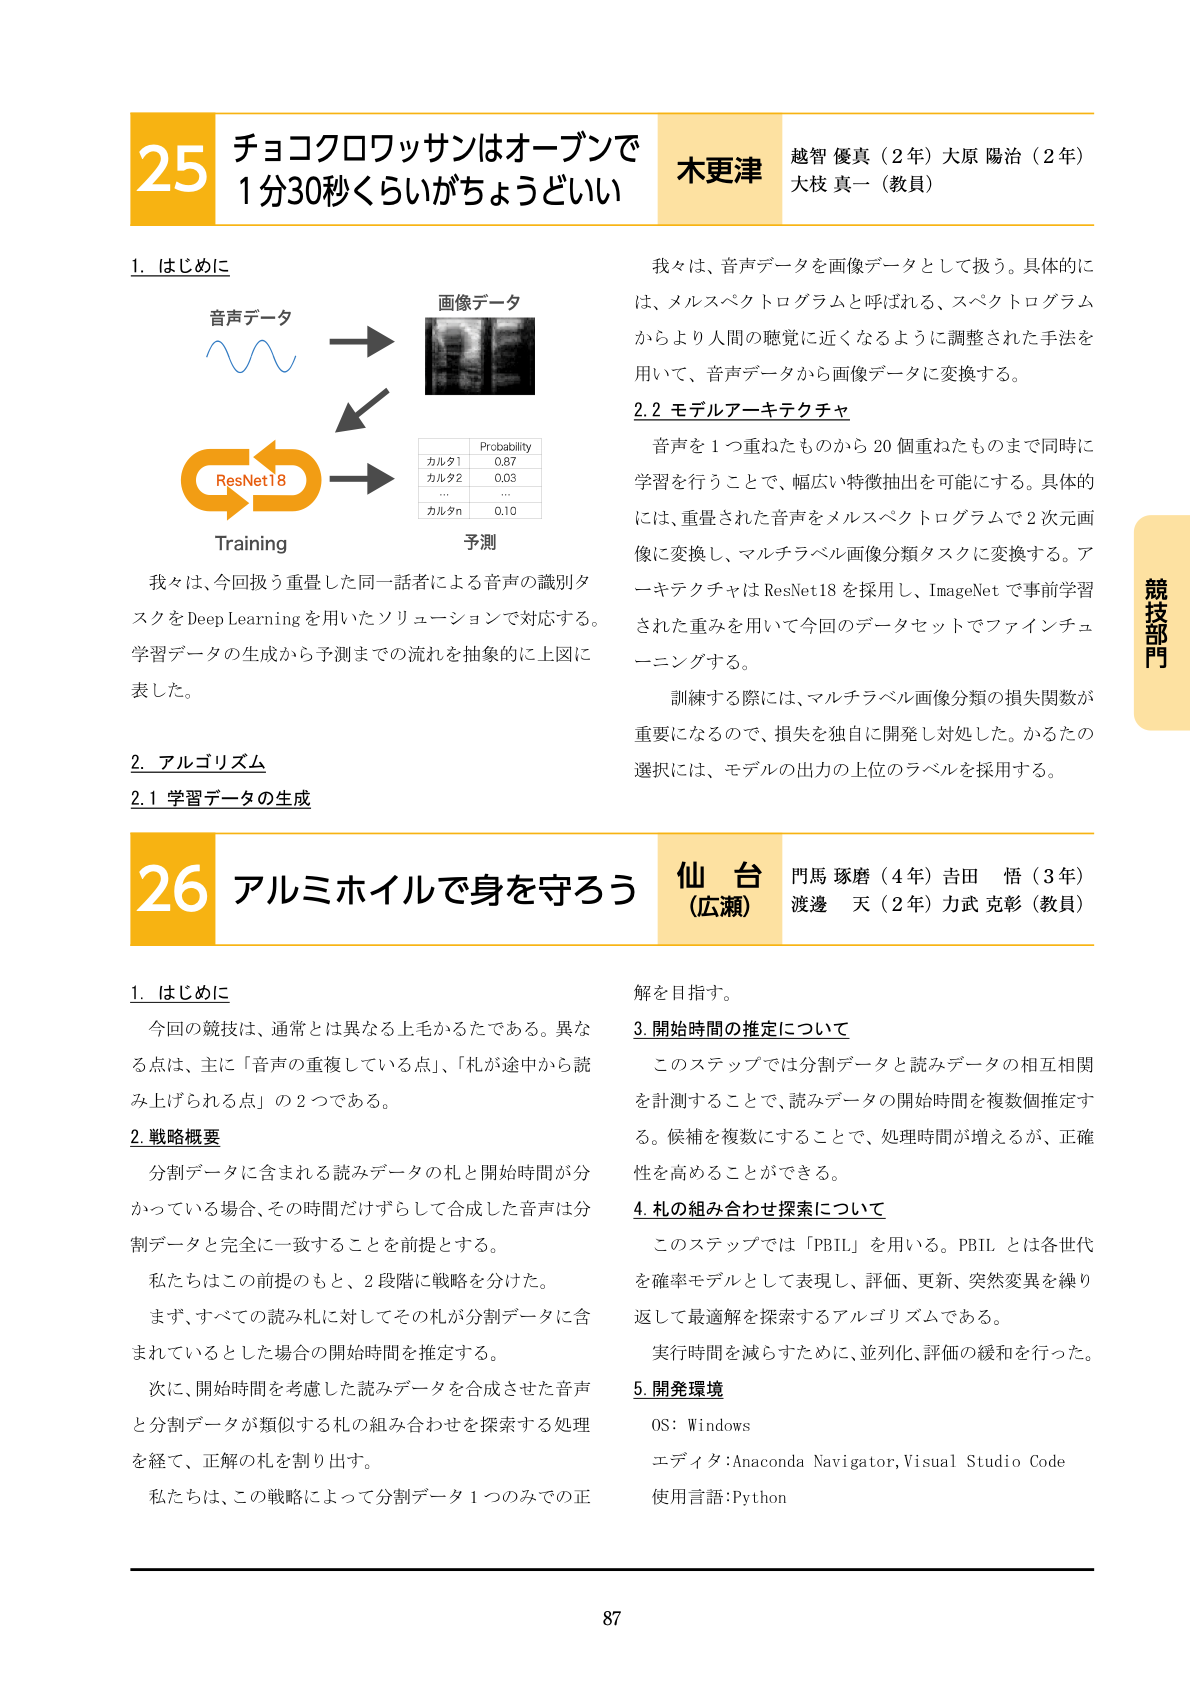 25
チョコクロワッサンはオーブンで
1分30秒くらいがちょうどいい
木更津
越智 優真（２年）大原 陽治（２年）
大枝 真一（教員）
1. はじめに
音声データ
画像データ
ResNet18
Training
Probability
カルタ1 0.87
カルタ2 0.03
… …
カルタn 0.10
予測
我々は、今回扱う重畳した同一話者による音声の識別タ
スクを Deep Learning を用いたソリューションで対応する。
学習データの生成から予測までの流れを抽象的に上図に
表した。
2. アルゴリズム
2.1 学習データの生成
我々は、音声データを画像データとして扱う。具体的に
は、メルスペクトログラムと呼ばれる、スペクトログラム
からより人間の聴覚に近くなるように調整された手法を
用いて、音声データから画像データに変換する。
2.2 モデルアーキテクチャ
音声を 1 つ重ねたものから 20 個重ねたものまで同時に
学習を行うことで、幅広い特徴抽出を可能にする。具体的
には、重畳された音声をメルスペクトログラムで 2 次元画
像に変換し、マルチラベル画像分類タスクに変換する。ア
ーキテクチャは ResNet18 を採用し、ImageNet で事前学習
された重みを用いて今回のデータセットでファインチュ
ーニングする。
訓練する際には、マルチラベル画像分類の損失関数が
重要になるので、損失を独自に開発し対処した。かるたの
選択には、モデルの出力の上位のラベルを採用する。
競技部門
26
アルミホイルで身を守ろう
仙　台
（広瀬）
門馬 琢磨（４年）吉田　悟（３年）
渡邊　天（２年）力武 克彰（教員）
1. はじめに
今回の競技は、通常とは異なる上毛かるたである。異な
る点は、主に「音声の重複している点」、「札が途中から読
み上げられる点」の 2 つである。
2. 戦略概要
分割データに含まれる読みデータの札と開始時間が分
かっている場合、その時間だけずらして合成した音声は分
割データと完全に一致することを前提とする。
私たちはこの前提のもと、2 段階に戦略を分けた。
まず、すべての読み札に対してその札が分割データに含
まれているとした場合の開始時間を推定する。
次に、開始時間を考慮した読みデータを合成させた音声
と分割データが類似する札の組み合わせを探索する処理
を経て、正解の札を割り出す。
私たちは、この戦略によって分割データ 1 つのみでの正
解を目指す。
3. 開始時間の推定について
このステップでは分割データと読みデータの相互相関
を計測することで、読みデータの開始時間を複数個推定す
る。候補を複数にすることで、処理時間が増えるが、正確
性を高めることができる。
4. 札の組み合わせ探索について
このステップでは「PBIL」を用いる。PBIL とは各世代
を確率モデルとして表現し、評価、更新、突然変異を繰り
返して最適解を探索するアルゴリズムである。
実行時間を減らすために、並列化、評価の緩和を行った。
5. 開発環境
OS: Windows
エディタ:Anaconda Navigator,Visual Studio Code
使用言語:Python
87